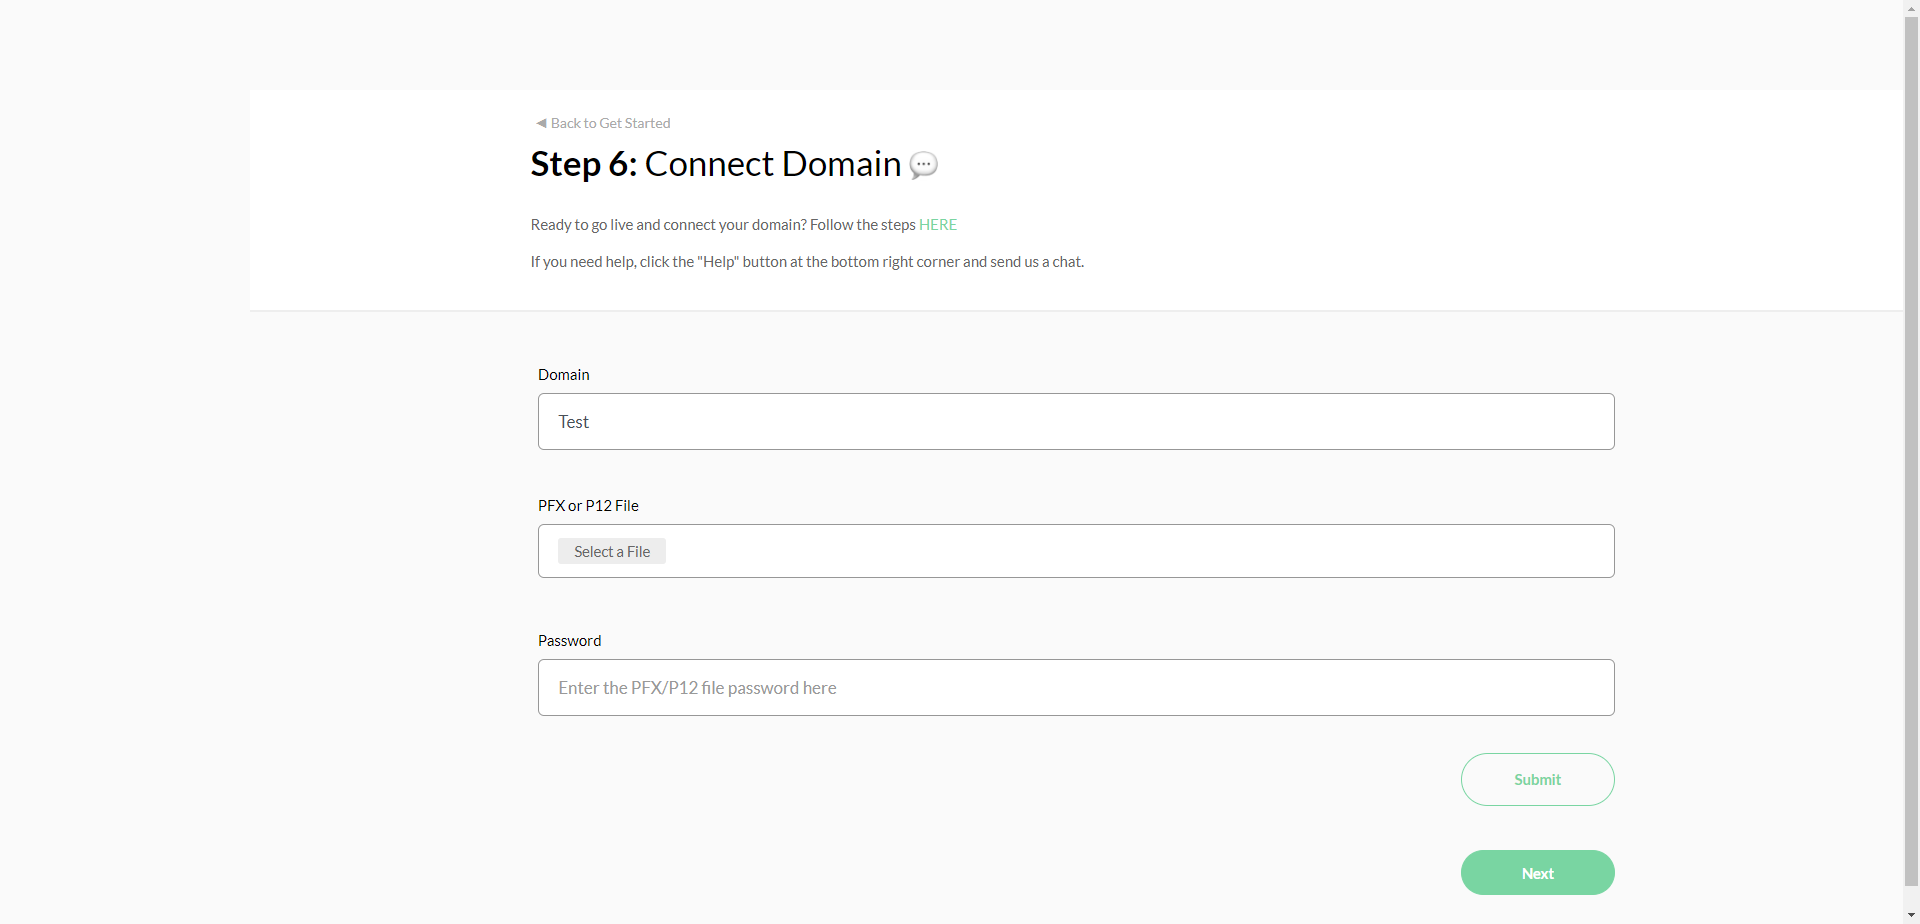 ◀ Back to Get Started
Step 6: Connect Domain 💬
Ready to go live and connect your domain? Follow the steps HERE
If you need help, click the "Help" button at the bottom right corner and send us a chat.
Domain
Test
PFX or P12 File
Select a File
Password
Enter the PFX/P12 file password here
Submit
Next